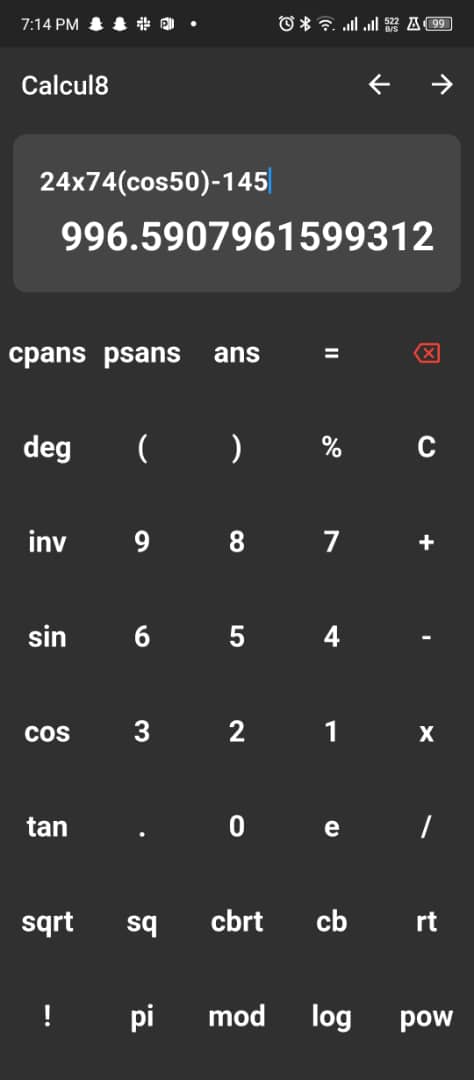 7:14 PM 522 B/S 99
Calcul8
24x74(cos50)-145
996.5907961599312
cpans psans ans =
deg ( ) % C
inv 9 8 7 +
sin 6 5 4 -
cos 3 2 1 x
tan . 0 e /
sqrt sq cbrt cb rt
! pi mod log pow